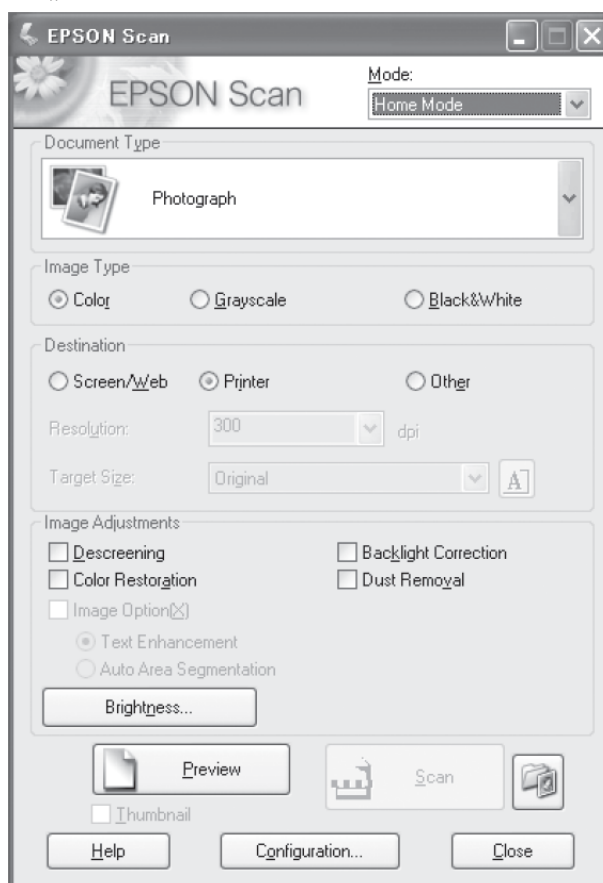 EPSON Scan
EPSON Scan
Mode:
Home Mode
Document Type
Photograph
Image Type
Color Grayscale Black&White
Destination
Screen/Web Printer Other
Resolution: 300 dpi
Target Size: Original A
Image Adjustments
Descreening Backlight Correction
Color Restoration Dust Removal
Image Option(X)
Text Enhancement
Auto Area Segmentation
Brightness...
Preview Scan
Thumbnail
Help Configuration... Close